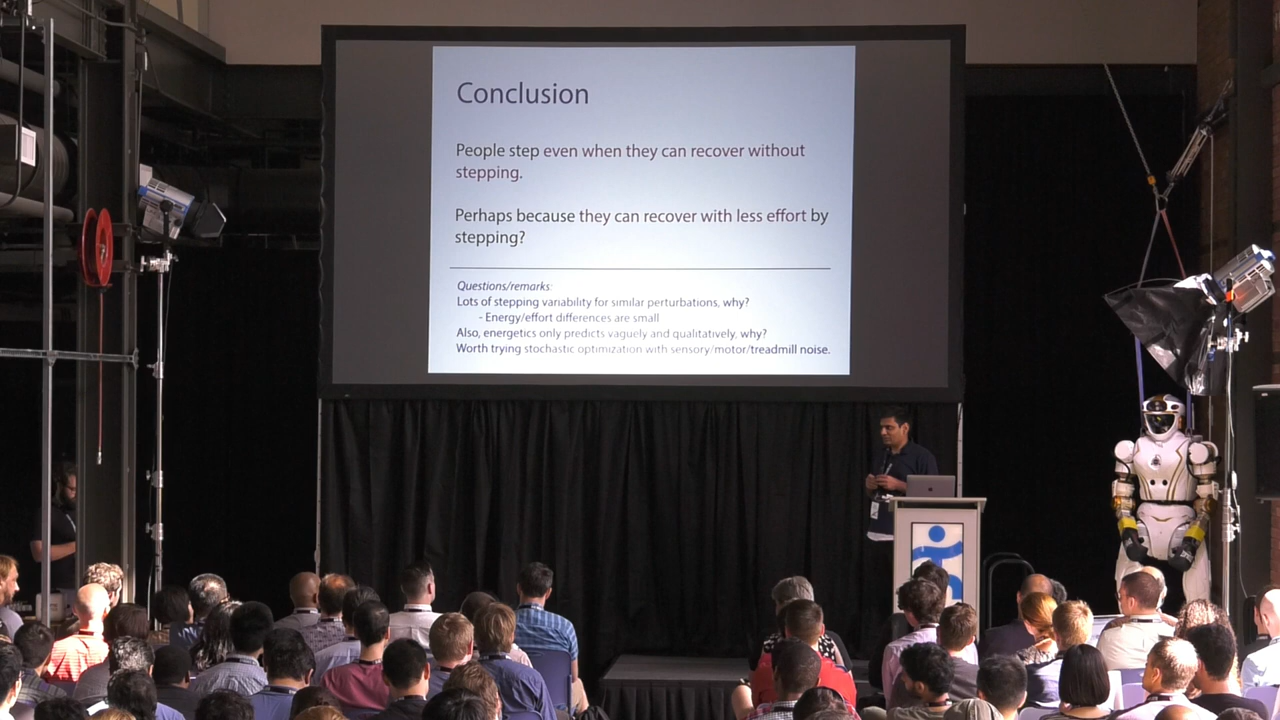 Conclusion
People step even when they can recover without
stepping.
Perhaps because they can recover with less effort by
stepping?
Questions/remarks:
Lots of stepping variability for similar perturbations, why?
- Energy/effort differences are small
Also, energetics only predicts vaguely and qualitatively, why?
Worth trying stochastic optimization with sensory/motor/treadmill noise.